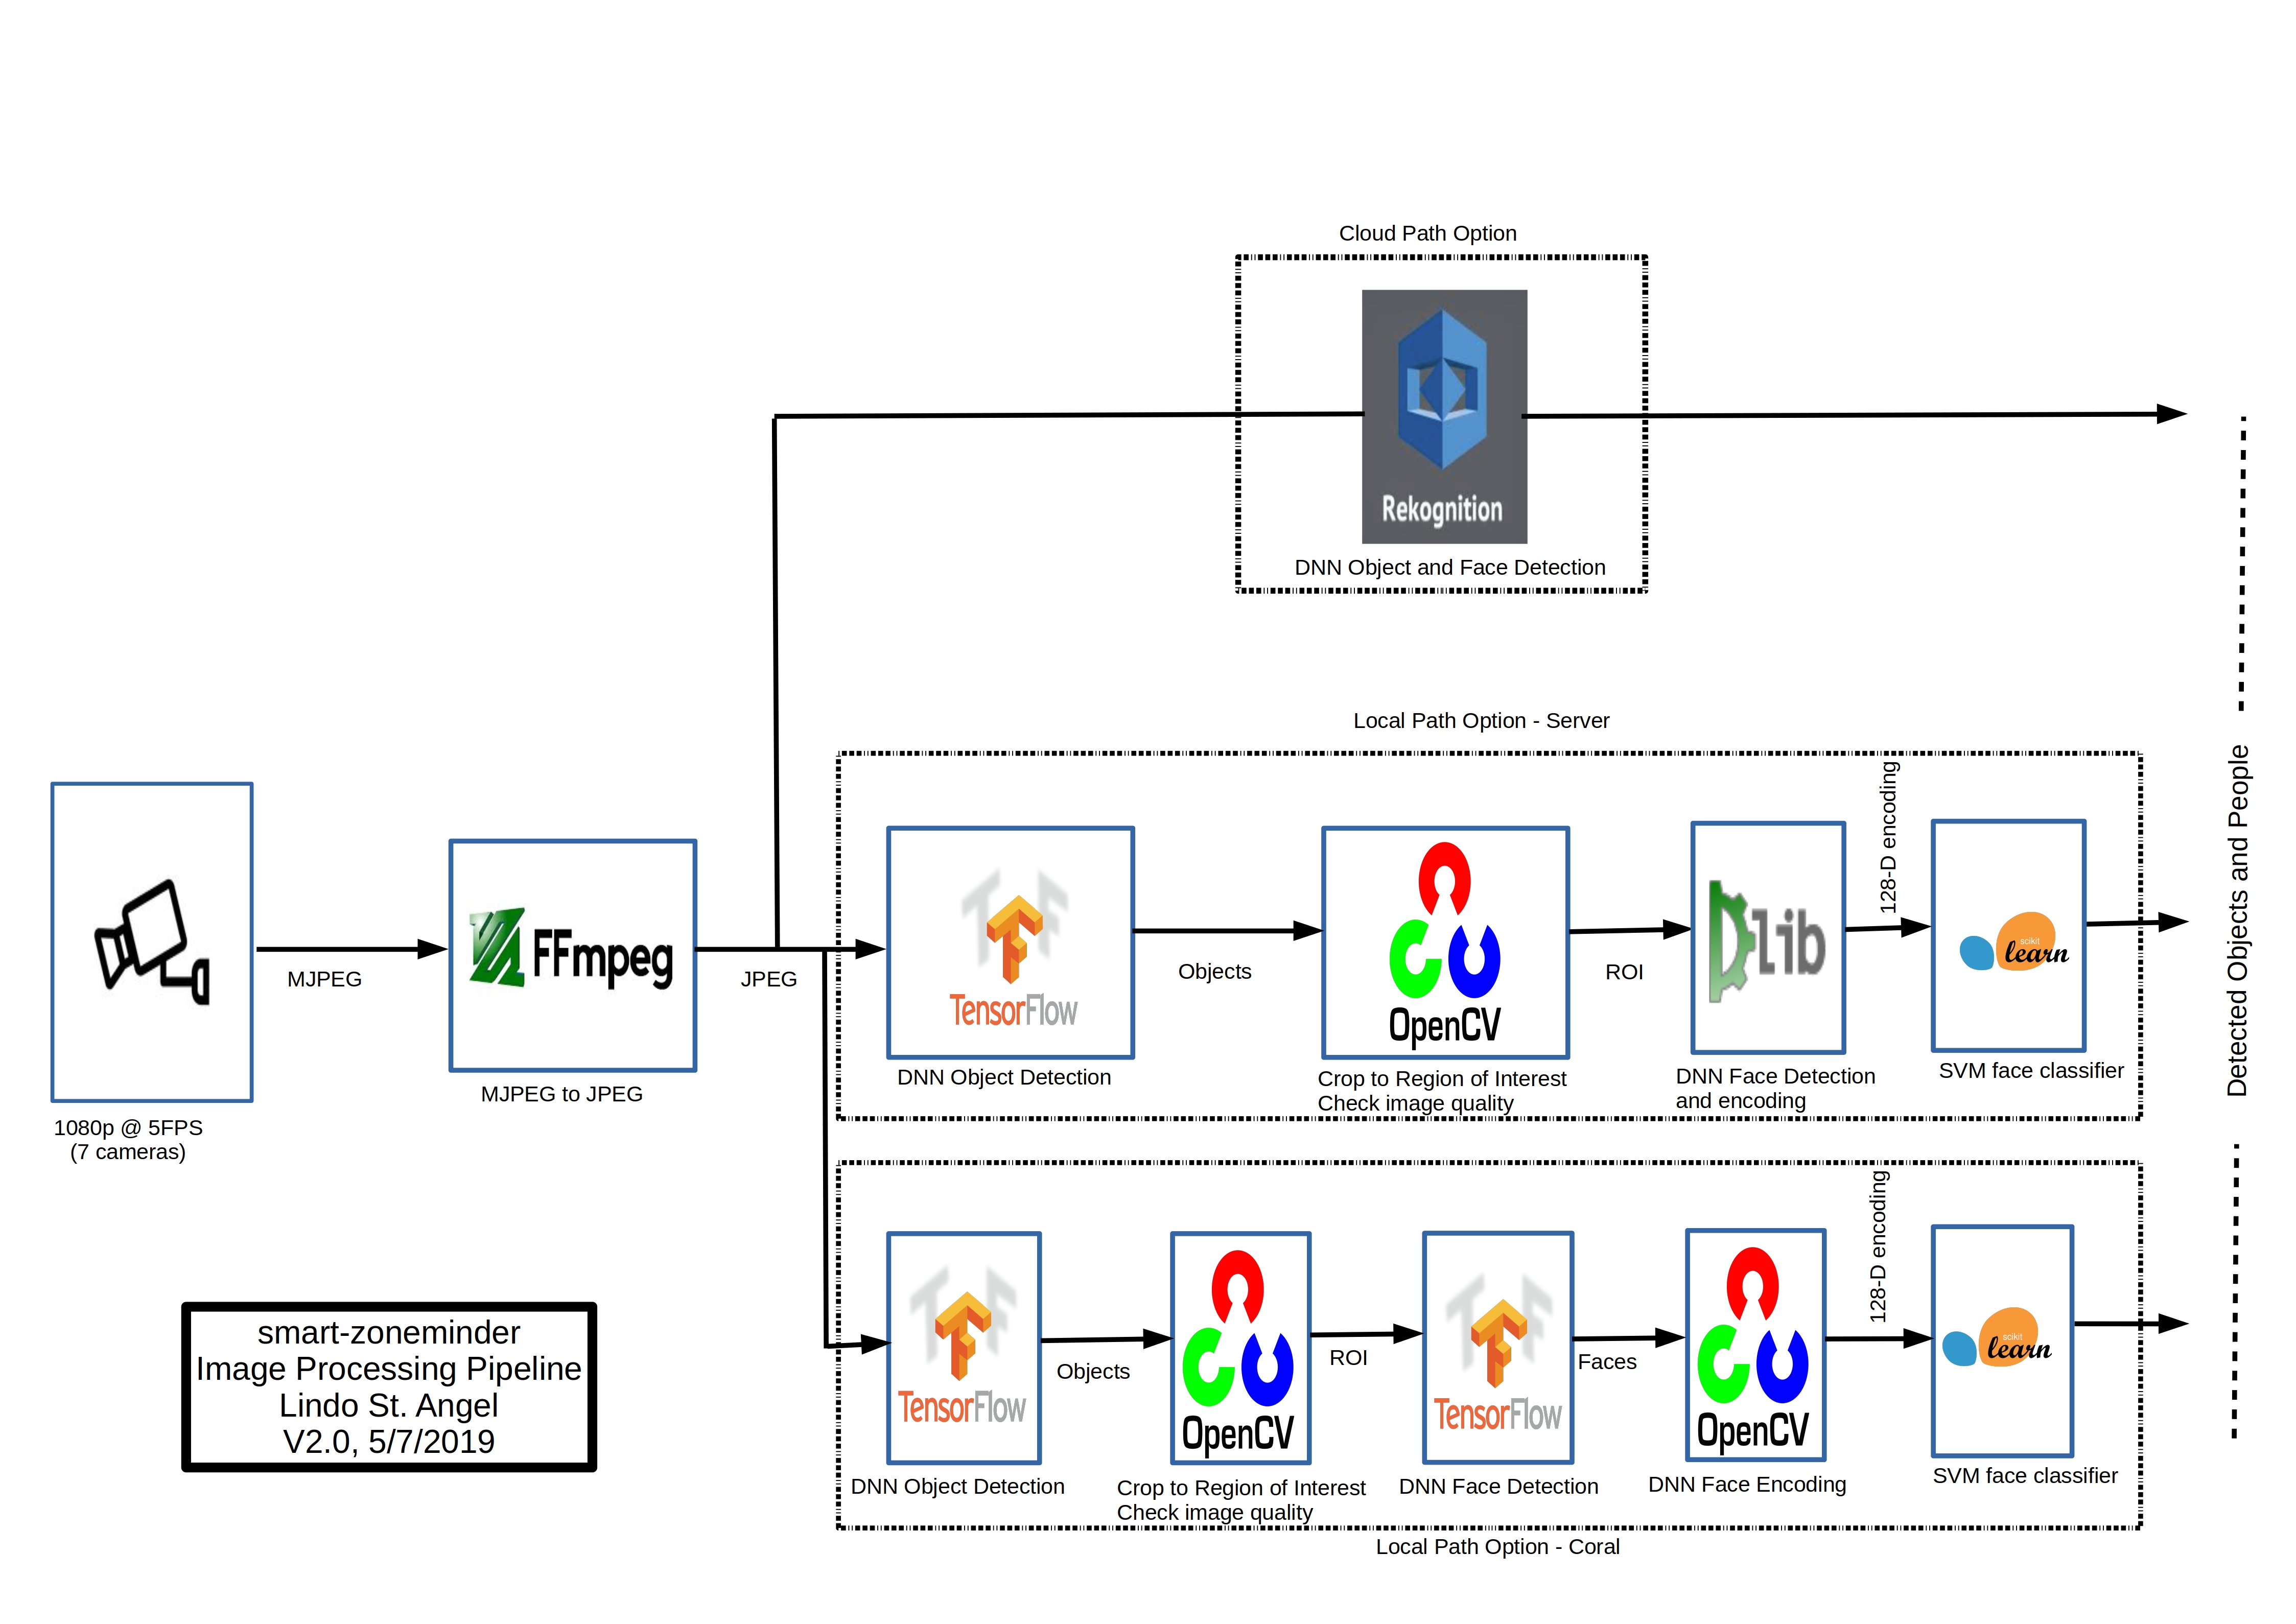 Cloud Path Option
Rekognition
DNN Object and Face Detection
Local Path Option - Server
1080p @ 5FPS
(7 cameras)
MJPEG
FFmpeg
MJPEG to JPEG
JPEG
TensorFlow
DNN Object Detection
Objects
OpenCV
Crop to Region of Interest
Check image quality
ROI
Dlib
DNN Face Detection
and encoding
128-D encoding
scikit
learn
SVM face classifier
Detected Objects and People
TensorFlow
DNN Object Detection
Objects
OpenCV
Crop to Region of Interest
Check image quality
ROI
TensorFlow
DNN Face Detection
Faces
OpenCV
DNN Face Encoding
128-D encoding
scikit
learn
SVM face classifier
Local Path Option - Coral
smart-zoneminder
Image Processing Pipeline
Lindo St. Angel
V2.0, 5/7/2019